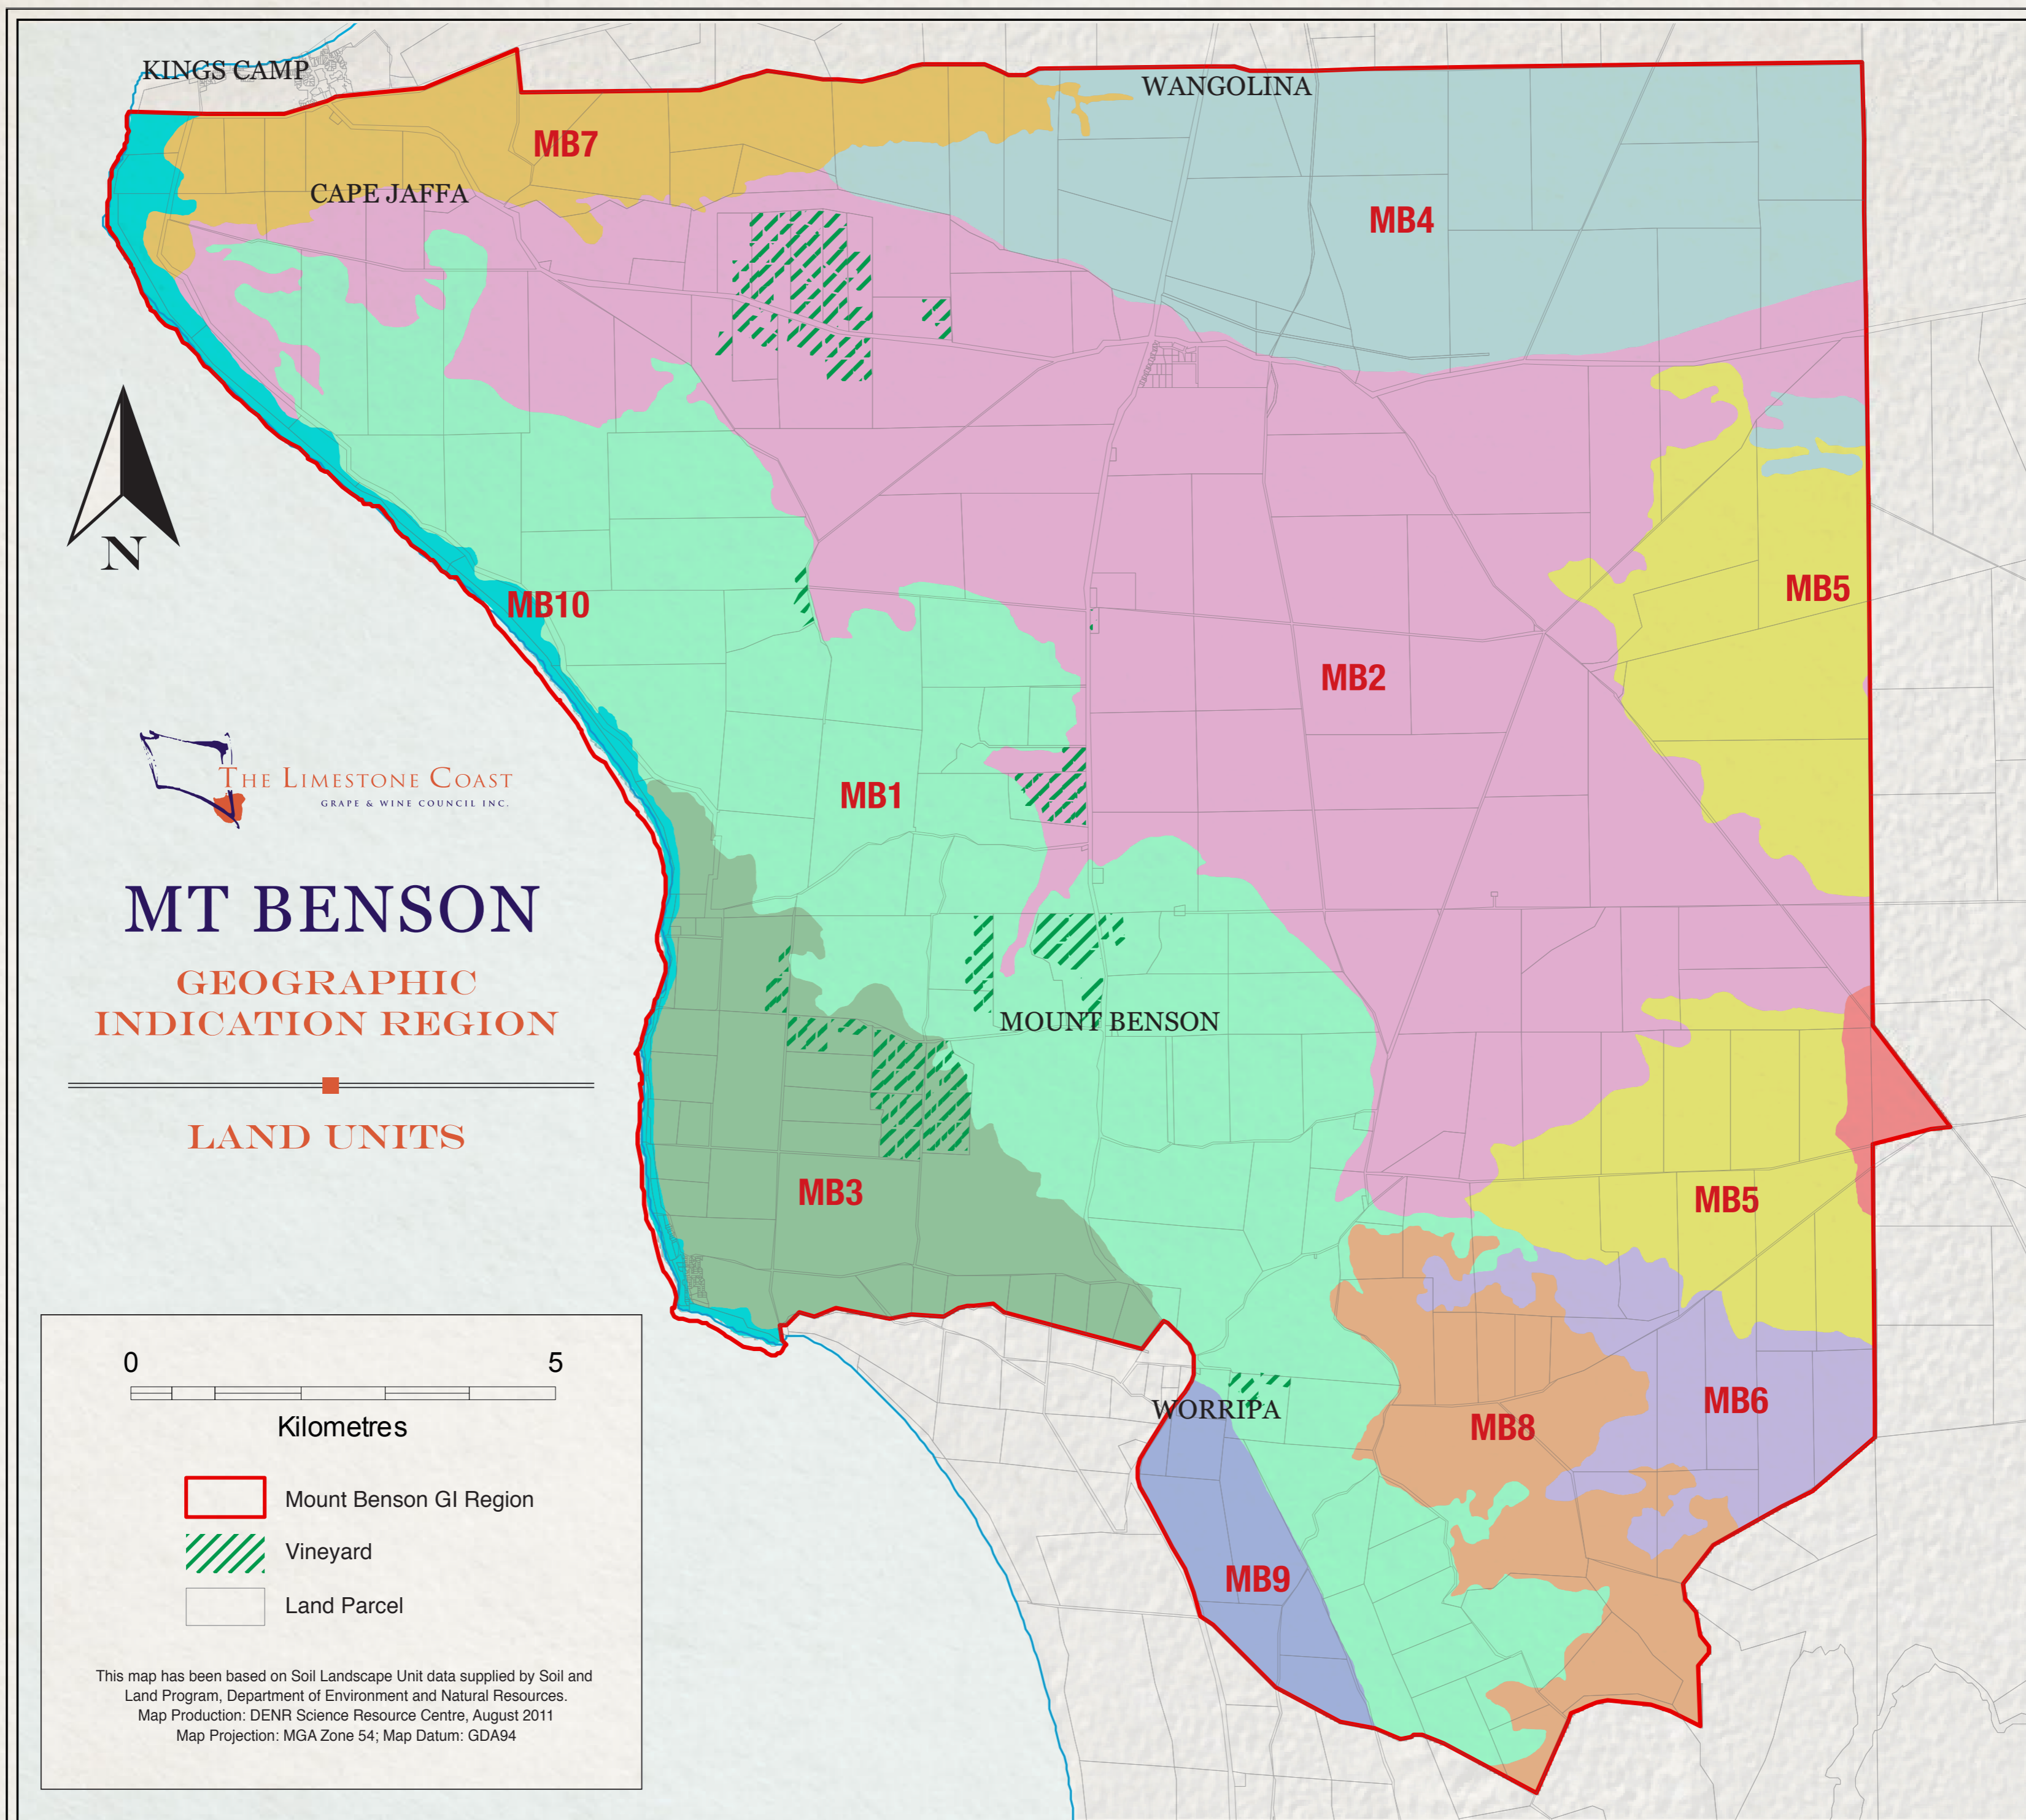 KINGS CAMP
WANGOLINA
MB7
CAPE JAFFA
MB4
N
MB10
MB5
MB2
THE LIMESTONE COAST
GRAPE & WINE COUNCIL INC.
MB1
MT BENSON
GEOGRAPHIC
INDICATION REGION
MOUNT BENSON
LAND UNITS
MB3
MB5
0 5
Kilometres
WORRIPA
MB6
MB8
Mount Benson GI Region
Vineyard
MB9
Land Parcel
This map has been based on Soil Landscape Unit data supplied by Soil and
Land Program, Department of Environment and Natural Resources.
Map Production: DENR Science Resource Centre, August 2011
Map Projection: MGA Zone 54; Map Datum: GDA94